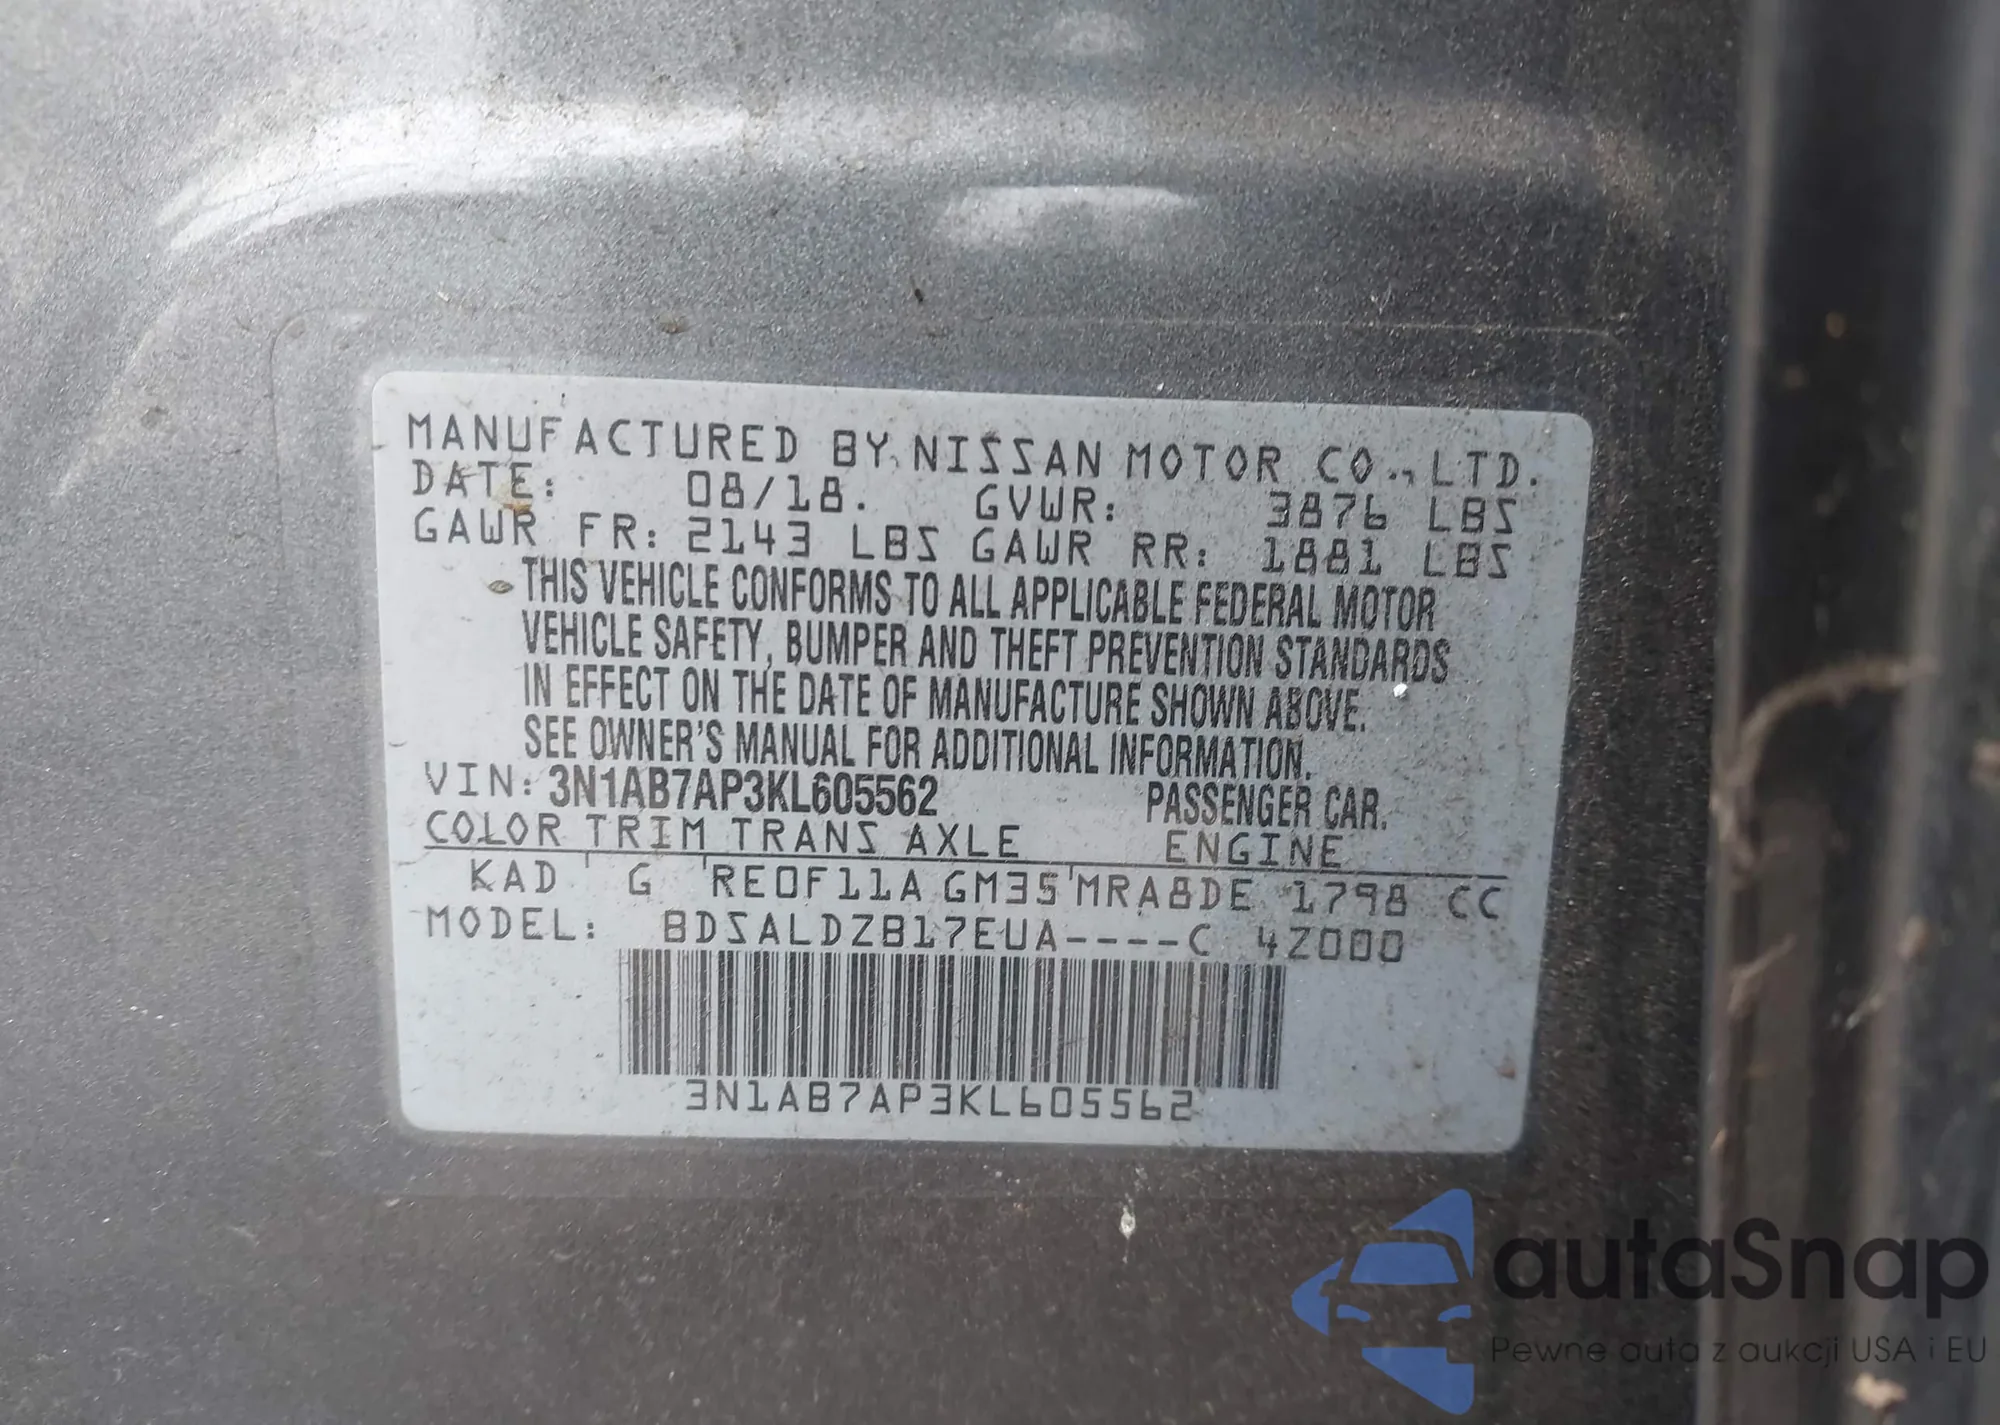 MANUFACTURED BY NISSAN MOTOR CO., LTD.
DATE: 08/18. GVWR: 3876 LBS
GAWR FR: 2143 LBS GAWR RR: 1881 LBS
THIS VEHICLE CONFORMS TO ALL APPLICABLE FEDERAL MOTOR
VEHICLE SAFETY, BUMPER AND THEFT PREVENTION STANDARDS
IN EFFECT ON THE DATE OF MANUFACTURE SHOWN ABOVE.
SEE OWNER'S MANUAL FOR ADDITIONAL INFORMATION.
VIN: 3N1AB7AP3KL605562 PASSENGER CAR.
COLOR TRIM TRANS AXLE ENGINE
KAD G RE0F11A GM35 MRA8DE 1798 CC
MODEL: BDSALDZB17EUA----C 4Z000
3N1AB7AP3KL605562
autaSnap
Pewne auta z aukcji USA i EU